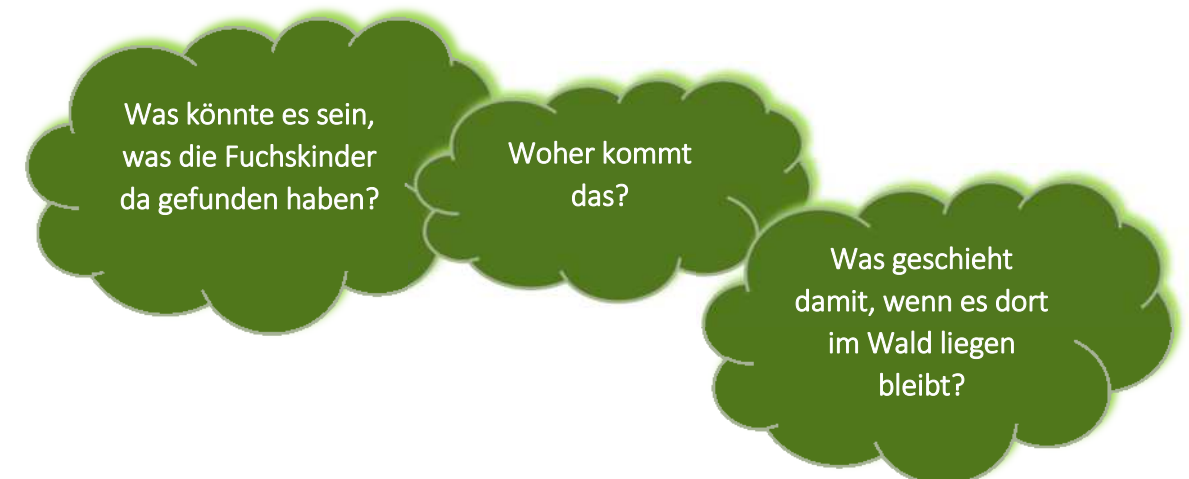 Was könnte es sein,
was die Fuchskinder
da gefunden haben?
Woher kommt
das?
Was geschieht
damit, wenn es dort
im Wald liegen
bleibt?